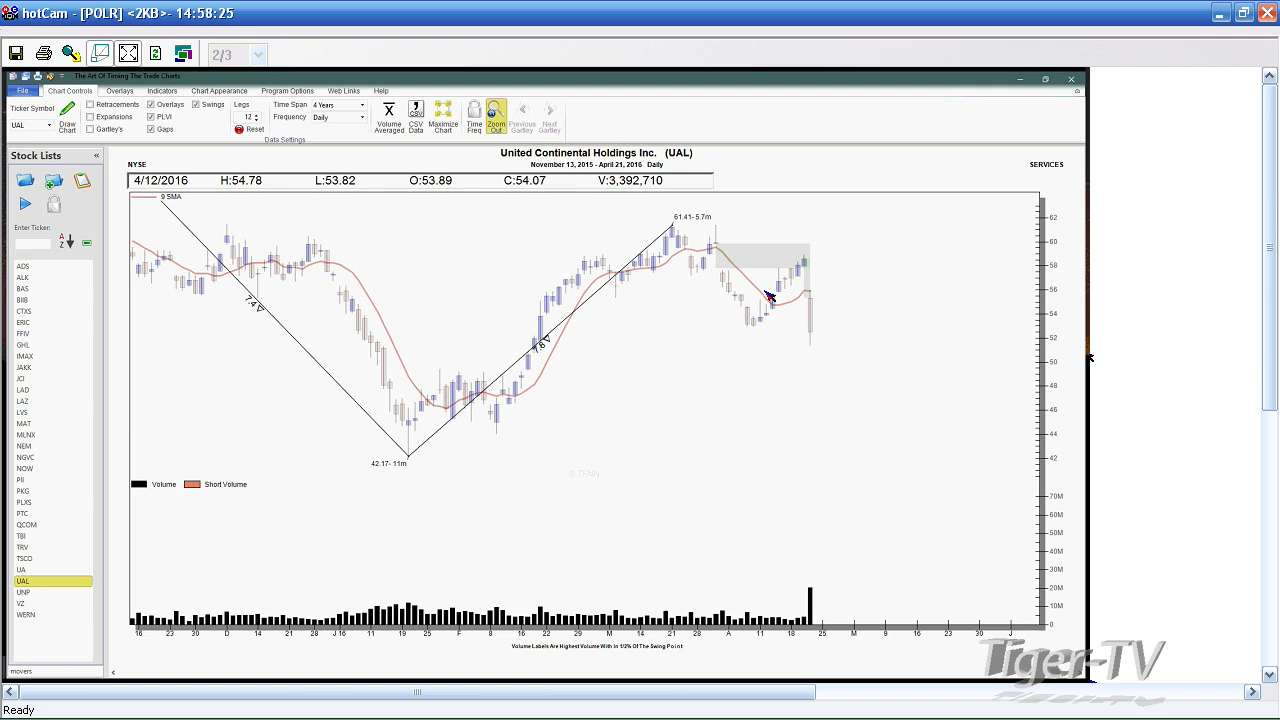 hotCam - [POLR] <2KB>- 14:58:25
2/3
The Art Of Timing The Trade Charts
File Chart Controls Overlays Indicators Chart Appearance Program Options Web Links Help
Ticker Symbol
UAL
Draw Chart
Retracements
Expansions
Gartley's
Overlays
PLVI
Gaps
Swings
Legs
12
Reset
Time Span 4 Years
Frequency Daily
Data Settings
Volume Averaged
CSV Data
Maximize Chart
Time Freq
Zoom Out
Previous Gartley
Next Gartley
Stock Lists «
Enter Ticker:
A
Z
ADS
ALK
BAS
BIIB
CTXS
ERIC
FFIV
GHL
IMAX
JAKK
JCI
LAD
LAZ
LVS
MAT
MLNX
NEM
NGVC
NOW
PII
PKG
PLXS
PTC
QCOM
TBI
TRV
TSCO
UA
UAL
UNP
VZ
WERN
movers
United Continental Holdings Inc. (UAL)
NYSE November 13, 2015 - April 21, 2016 Daily SERVICES
4/12/2016 H:54.78 L:53.82 O:53.89 C:54.07 V:3,392,710
9 SMA
61.41- 5.7m
7.4
7.6
42.17- 11m
© TFNN
62
60
58
56
54
52
50
48
46
44
42
Volume Short Volume
70M
60M
50M
40M
30M
20M
10M
0
16 23 30 D 14 21 28 J 16 11 19 25 F 8 16 22 29 M 14 21 28 A 11 18 25 M 9 16 23 30 J
Volume Labels Are Highest Volume With In 1/2% Of The Swing Point
Tiger-TV
Ready